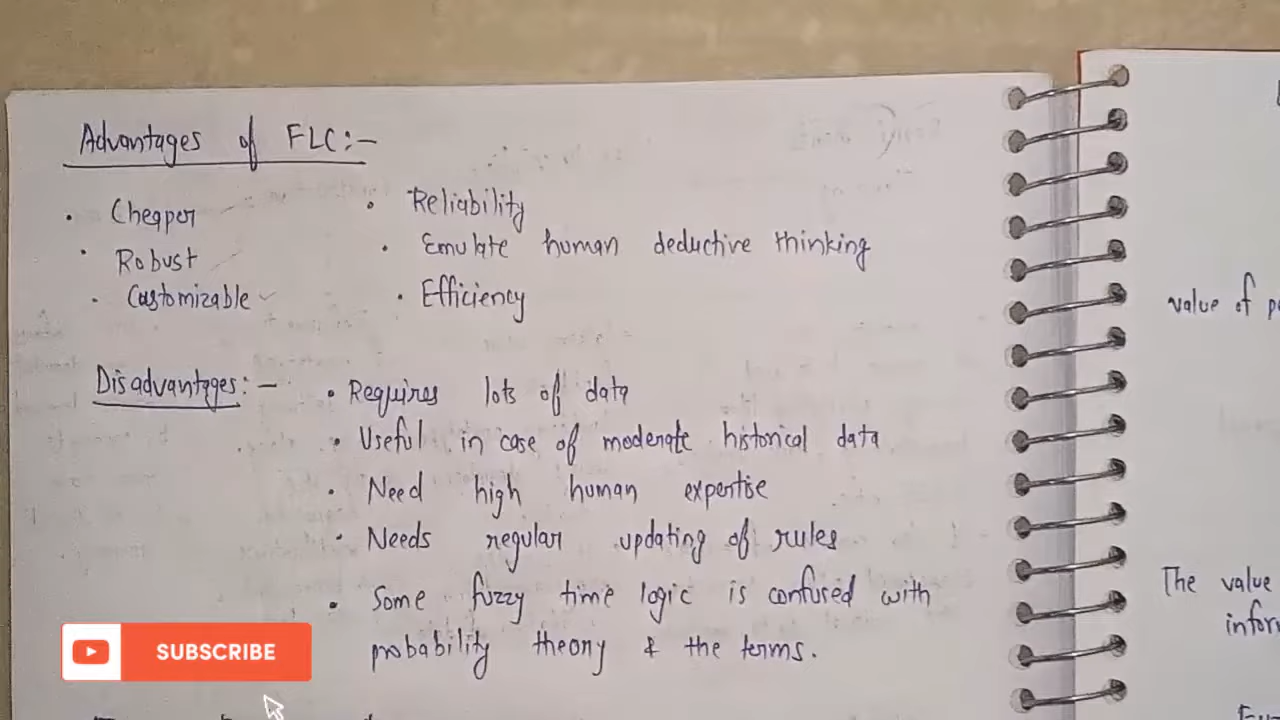 Advantages of FLC:-
• Cheaper
• Robust
• Customizable
• Reliability
• Emulate human deductive thinking
• Efficiency
Disadvantages:-
• Requires lots of data
• Useful in case of moderate historical data
• Need high human expertise
• Needs regular updating of rules
• Some fuzzy time logic is confused with
probability theory & the terms.
SUBSCRIBE
value of
The value